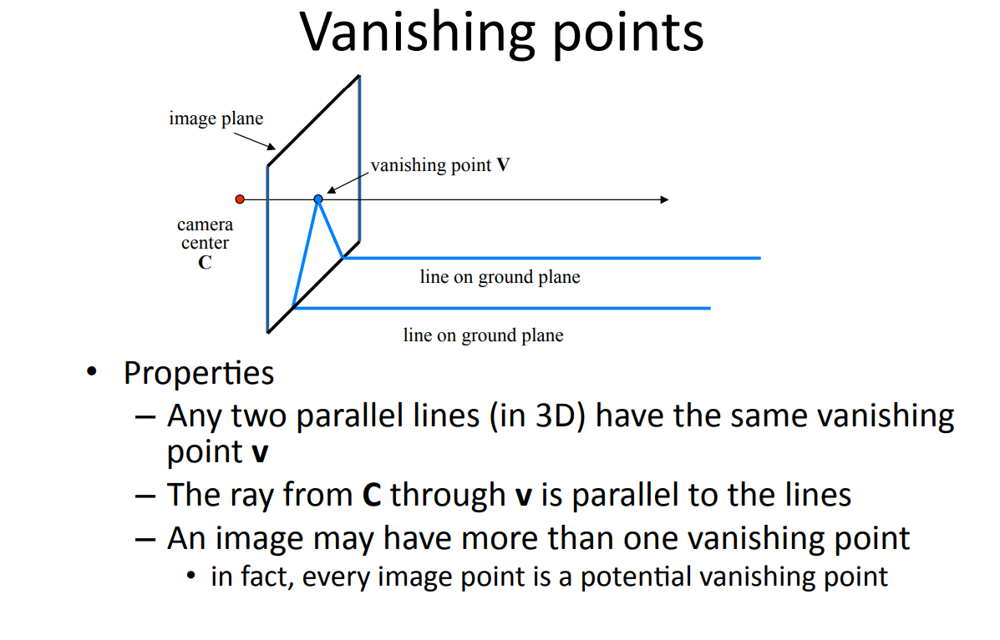 Vanishing points
image plane
vanishing point V
camera
center
C
line on ground plane
line on ground plane
• Properties
– Any two parallel lines (in 3D) have the same vanishing
point v
– The ray from C through v is parallel to the lines
– An image may have more than one vanishing point
• in fact, every image point is a potential vanishing point